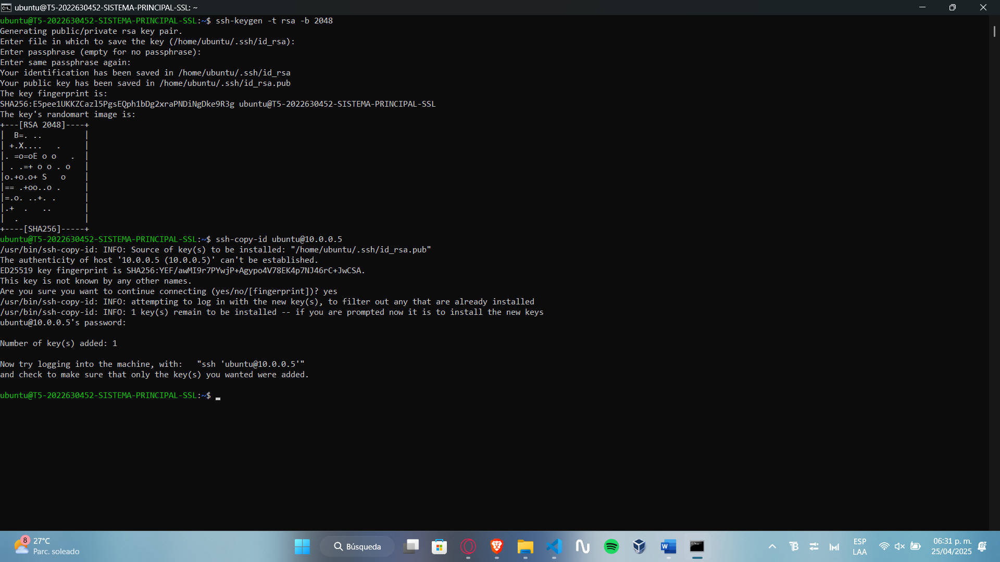 ubuntu@T5-2022630452-SISTEMA-PRINCIPAL-SSL: ~
ubuntu@T5-2022630452-SISTEMA-PRINCIPAL-SSL:~$ ssh-keygen -t rsa -b 2048
Generating public/private rsa key pair.
Enter file in which to save the key (/home/ubuntu/.ssh/id_rsa):
Enter passphrase (empty for no passphrase):
Enter same passphrase again:
Your identification has been saved in /home/ubuntu/.ssh/id_rsa
Your public key has been saved in /home/ubuntu/.ssh/id_rsa.pub
The key fingerprint is:
SHA256:E5pee1UKKZCazl5PgsEQph1bDg2xraPNDiNgDke9R3g ubuntu@T5-2022630452-SISTEMA-PRINCIPAL-SSL
The key's randomart image is:
+---[RSA 2048]----+
|  B=. ..         |
| +.X....   .     |
|. =o=oE o o   .  |
| . .=+ o o . o   |
|o.+o.o+ S   o    |
|== .+oo..o .     |
|=.o. ..+. .      |
|.+  .   ..       |
|  .              |
+----[SHA256]-----+
ubuntu@T5-2022630452-SISTEMA-PRINCIPAL-SSL:~$ ssh-copy-id ubuntu@10.0.0.5
/usr/bin/ssh-copy-id: INFO: Source of key(s) to be installed: "/home/ubuntu/.ssh/id_rsa.pub"
The authenticity of host '10.0.0.5 (10.0.0.5)' can't be established.
ED25519 key fingerprint is SHA256:YEF/awMI9r7PYwjP+Agypo4V78EK4p7NJ46rC+JwCSA.
This key is not known by any other names.
Are you sure you want to continue connecting (yes/no/[fingerprint])? yes
/usr/bin/ssh-copy-id: INFO: attempting to log in with the new key(s), to filter out any that are already installed
/usr/bin/ssh-copy-id: INFO: 1 key(s) remain to be installed -- if you are prompted now it is to install the new keys
ubuntu@10.0.0.5's password:
Number of key(s) added: 1
Now try logging into the machine, with:   "ssh 'ubuntu@10.0.0.5'"
and check to make sure that only the key(s) you wanted were added.
ubuntu@T5-2022630452-SISTEMA-PRINCIPAL-SSL:~$
8
27°C
Parc. soleado
Búsqueda
ESP
LAA
06:31 p. m.
25/04/2025